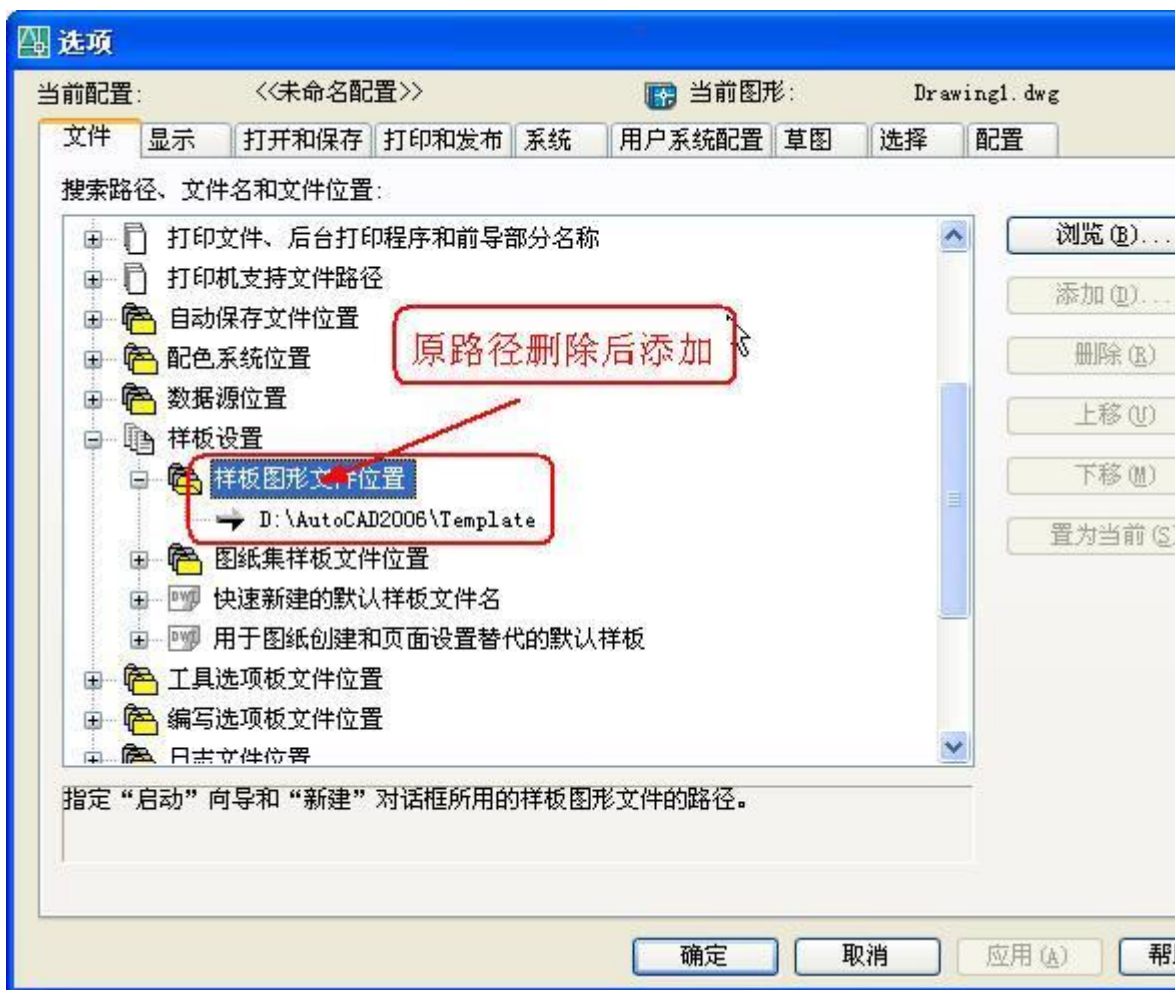 选项
当前配置: <<未命名配置>> 当前图形: Drawing1.dwg
文件 显示 打开和保存 打印和发布 系统 用户系统配置 草图 选择 配置
搜索路径、文件名和文件位置:
打印文件、后台打印程序和前导部分名称
打印机支持文件路径
自动保存文件位置
配色系统位置
数据源位置
样板设置
样板图形文件位置
D:\AutoCAD2006\Template
图纸集样板文件位置
快速新建的默认样板文件名
用于图纸创建和页面设置替代的默认样板
工具选项板文件位置
编写选项板文件位置
日志文件位置
原路径删除后添加
浏览(B)...
添加(D)...
删除(R)
上移(U)
下移(M)
置为当前(S)
指定“启动”向导和“新建”对话框所用的样板图形文件的路径。
确定 取消 应用(A) 帮